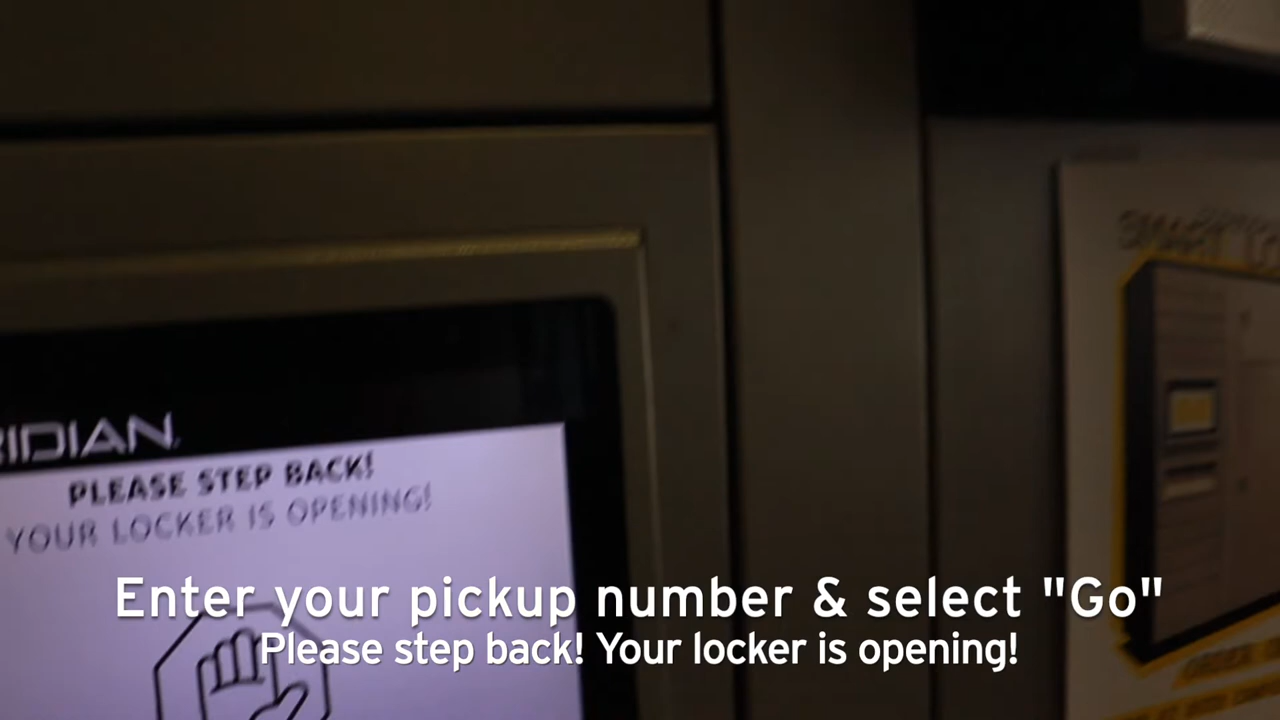 RIDIAN
PLEASE STEP BACK!
YOUR LOCKER IS OPENING!
SMART
Enter your pickup number & select "Go"
Please step back! Your locker is opening!